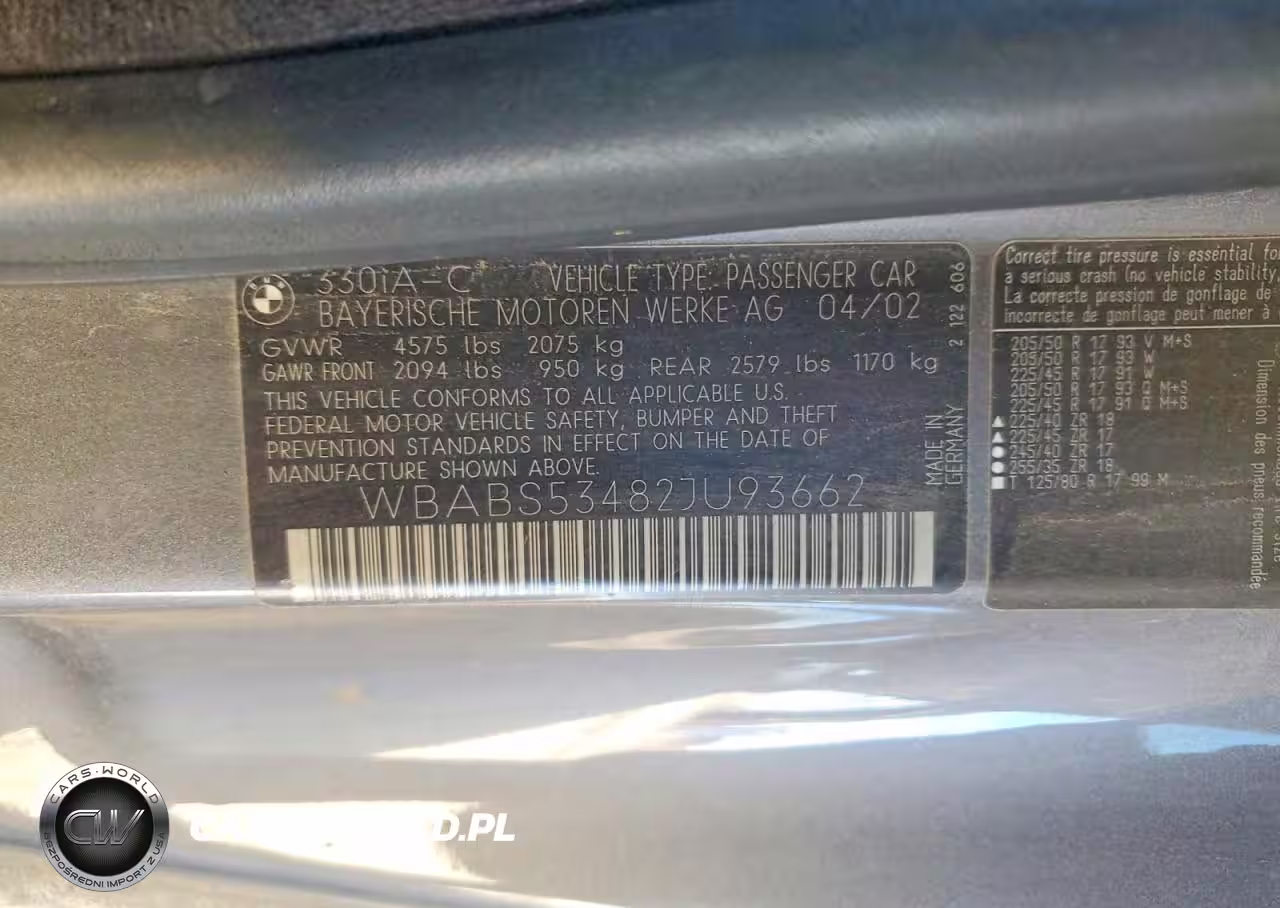 330iA-C VEHICLE TYPE: PASSENGER CAR
BAYERISCHE MOTOREN WERKE AG 04/02
GVWR 4575 lbs 2075 kg
GAWR FRONT 2094 lbs 950 kg REAR 2579 lbs 1170 kg
THIS VEHICLE CONFORMS TO ALL APPLICABLE U.S.
FEDERAL MOTOR VEHICLE SAFETY, BUMPER AND THEFT
PREVENTION STANDARDS IN EFFECT ON THE DATE OF
MANUFACTURE SHOWN ABOVE.
WBABS53482JU93662
2 122 606
MADE IN
GERMANY
Correct tire pressure is essential for
a serious crash (no vehicle stability
La correcte pression de gonflage de
Incorrecte de gonflage peut mener à
205/50 R 17 93 V M+S
205/50 R 17 93 W
225/45 R 17 91 W
205/50 R 17 93 Q M+S
225/45 R 17 91 Q M+S
225/40 ZR 18
225/45 ZR 17
245/40 ZR 17
255/35 ZR 18
T 125/80 R 17 99 M
Dimension des pneus recommandée
CARS-WORLD
CW
BEZPOŚREDNI IMPORT Z USA
D.PL